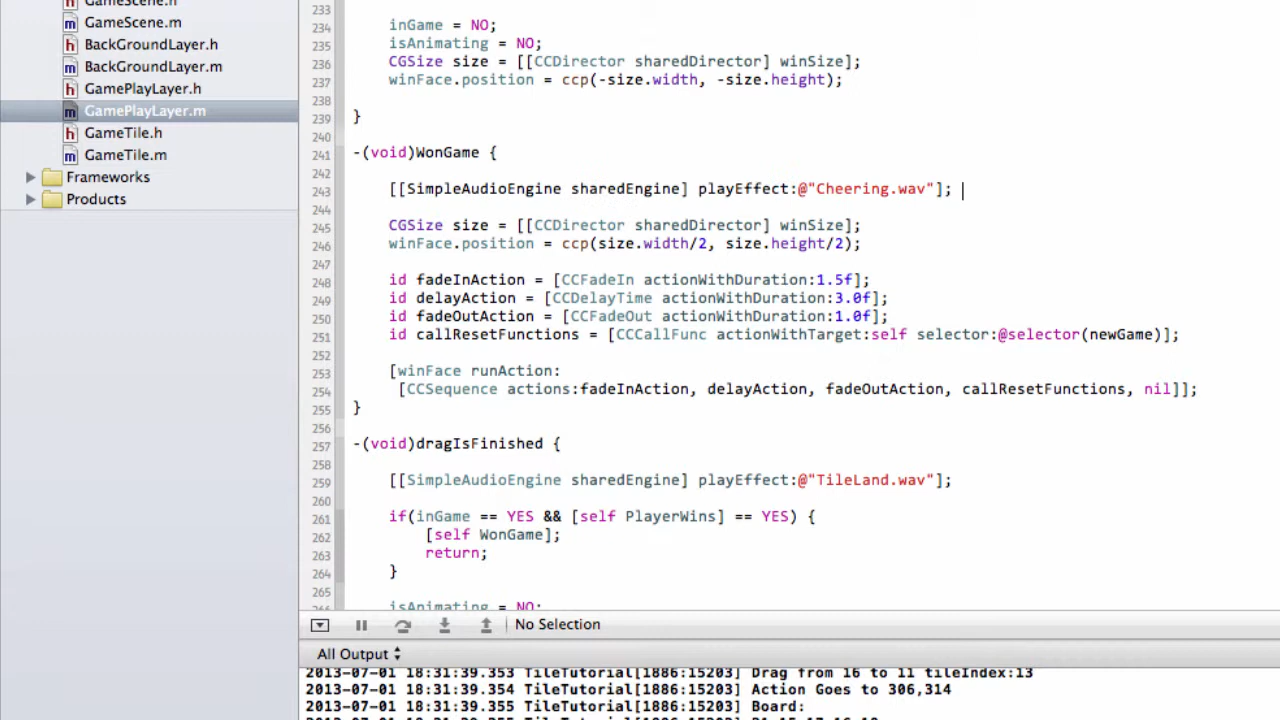 GameScene.h
GameScene.m
BackGroundLayer.h
BackGroundLayer.m
GamePlayLayer.h
GamePlayLayer.m
GameTile.h
GameTile.m
Frameworks
Products
233
234 inGame = NO;
235 isAnimating = NO;
236 CGSize size = [[CCDirector sharedDirector] winSize];
237 winFace.position = ccp(-size.width, -size.height);
238
239 }
240
241 -(void)WonGame {
242
243 [[SimpleAudioEngine sharedEngine] playEffect:@"Cheering.wav"];
244
245 CGSize size = [[CCDirector sharedDirector] winSize];
246 winFace.position = ccp(size.width/2, size.height/2);
247
248 id fadeInAction = [CCFadeIn actionWithDuration:1.5f];
249 id delayAction = [CCDelayTime actionWithDuration:3.0f];
250 id fadeOutAction = [CCFadeOut actionWithDuration:1.0f];
251 id callResetFunctions = [CCCallFunc actionWithTarget:self selector:@selector(newGame)];
252
253 [winFace runAction:
254 [CCSequence actions:fadeInAction, delayAction, fadeOutAction, callResetFunctions, nil]];
255 }
256
257 -(void)dragIsFinished {
258
259 [[SimpleAudioEngine sharedEngine] playEffect:@"TileLand.wav"];
260
261 if(inGame == YES && [self PlayerWins] == YES) {
262 [self WonGame];
263 return;
264 }
265
266 isAnimating = NO;
No Selection
All Output
2013-07-01 18:31:39.353 TileTutorial[1886:15203] Drag from 16 to 11 tileIndex:13
2013-07-01 18:31:39.354 TileTutorial[1886:15203] Action Goes to 306,314
2013-07-01 18:31:39.355 TileTutorial[1886:15203] Board: